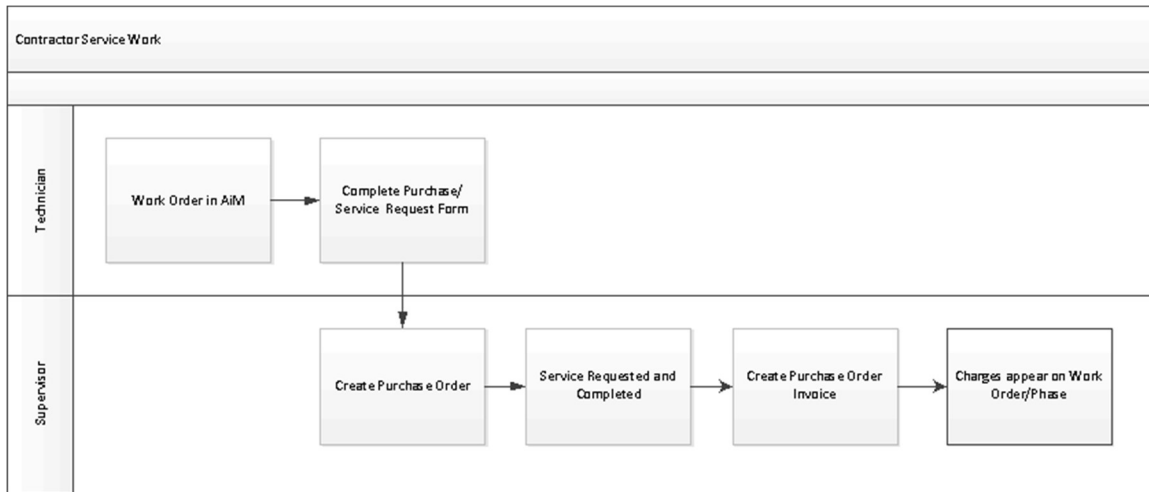 Contractor Service Work
Technician
Work Order in AiM
Complete Purchase/
Service Request Form
Supervisor
Create Purchase Order
Service Requested and
Completed
Create Purchase Order
Invoice
Charges appear on Work
Order/Phase